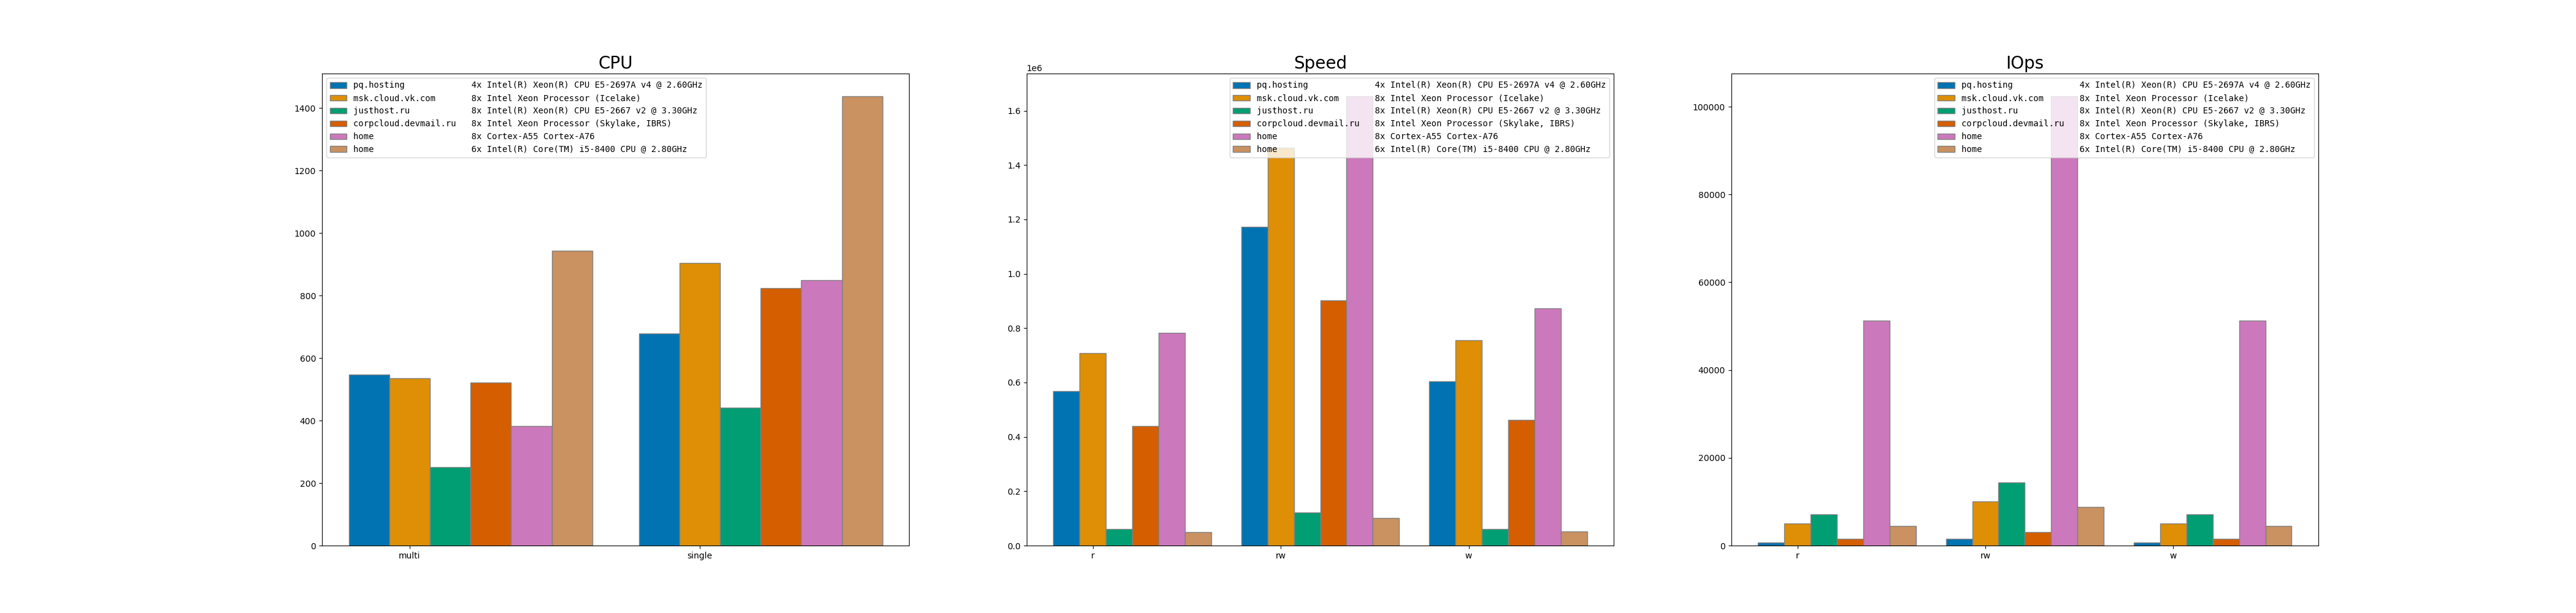 CPU
pq.hosting 4x Intel(R) Xeon(R) CPU E5-2697A v4 @ 2.60GHz
msk.cloud.vk.com 8x Intel Xeon Processor (Icelake)
justhost.ru 8x Intel(R) Xeon(R) CPU E5-2667 v2 @ 3.30GHz
corpcloud.devmail.ru 8x Intel Xeon Processor (Skylake, IBRS)
home 8x Cortex-A55 Cortex-A76
home 6x Intel(R) Core(TM) i5-8400 CPU @ 2.80GHz
1400
1200
1000
800
600
400
200
0
multi single
Speed
1e6
pq.hosting 4x Intel(R) Xeon(R) CPU E5-2697A v4 @ 2.60GHz
msk.cloud.vk.com 8x Intel Xeon Processor (Icelake)
justhost.ru 8x Intel(R) Xeon(R) CPU E5-2667 v2 @ 3.30GHz
corpcloud.devmail.ru 8x Intel Xeon Processor (Skylake, IBRS)
home 8x Cortex-A55 Cortex-A76
home 6x Intel(R) Core(TM) i5-8400 CPU @ 2.80GHz
1.6
1.4
1.2
1.0
0.8
0.6
0.4
0.2
0.0
r rw w
IOps
pq.hosting 4x Intel(R) Xeon(R) CPU E5-2697A v4 @ 2.60GHz
msk.cloud.vk.com 8x Intel Xeon Processor (Icelake)
justhost.ru 8x Intel(R) Xeon(R) CPU E5-2667 v2 @ 3.30GHz
corpcloud.devmail.ru 8x Intel Xeon Processor (Skylake, IBRS)
home 8x Cortex-A55 Cortex-A76
home 6x Intel(R) Core(TM) i5-8400 CPU @ 2.80GHz
100000
80000
60000
40000
20000
0
r rw w